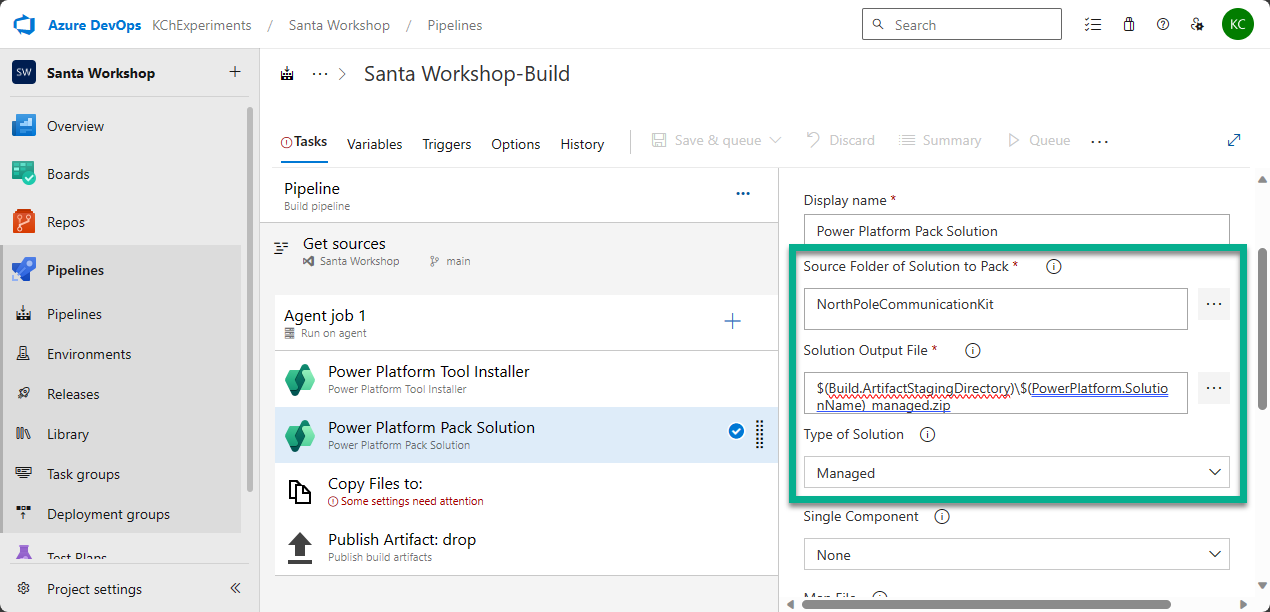 Azure DevOps KChExperiments / Santa Workshop / Pipelines
Search
KC
SW Santa Workshop +
Overview
Boards
Repos
Pipelines
Pipelines
Environments
Releases
Library
Task groups
Deployment groups
Test Plans
Project settings
Santa Workshop-Build
Tasks Variables Triggers Options History
Save & queue Discard Summary Queue
Pipeline
Build pipeline
Get sources
Santa Workshop main
Agent job 1
Run on agent
Power Platform Tool Installer
Power Platform Tool Installer
Power Platform Pack Solution
Power Platform Pack Solution
Copy Files to:
Some settings need attention
Publish Artifact: drop
Publish build artifacts
Display name *
Power Platform Pack Solution
Source Folder of Solution to Pack *
NorthPoleCommunicationKit
Solution Output File *
$(Build.ArtifactStagingDirectory)\$(PowerPlatform.Solutio
nName)_managed.zip
Type of Solution
Managed
Single Component
None
Map File